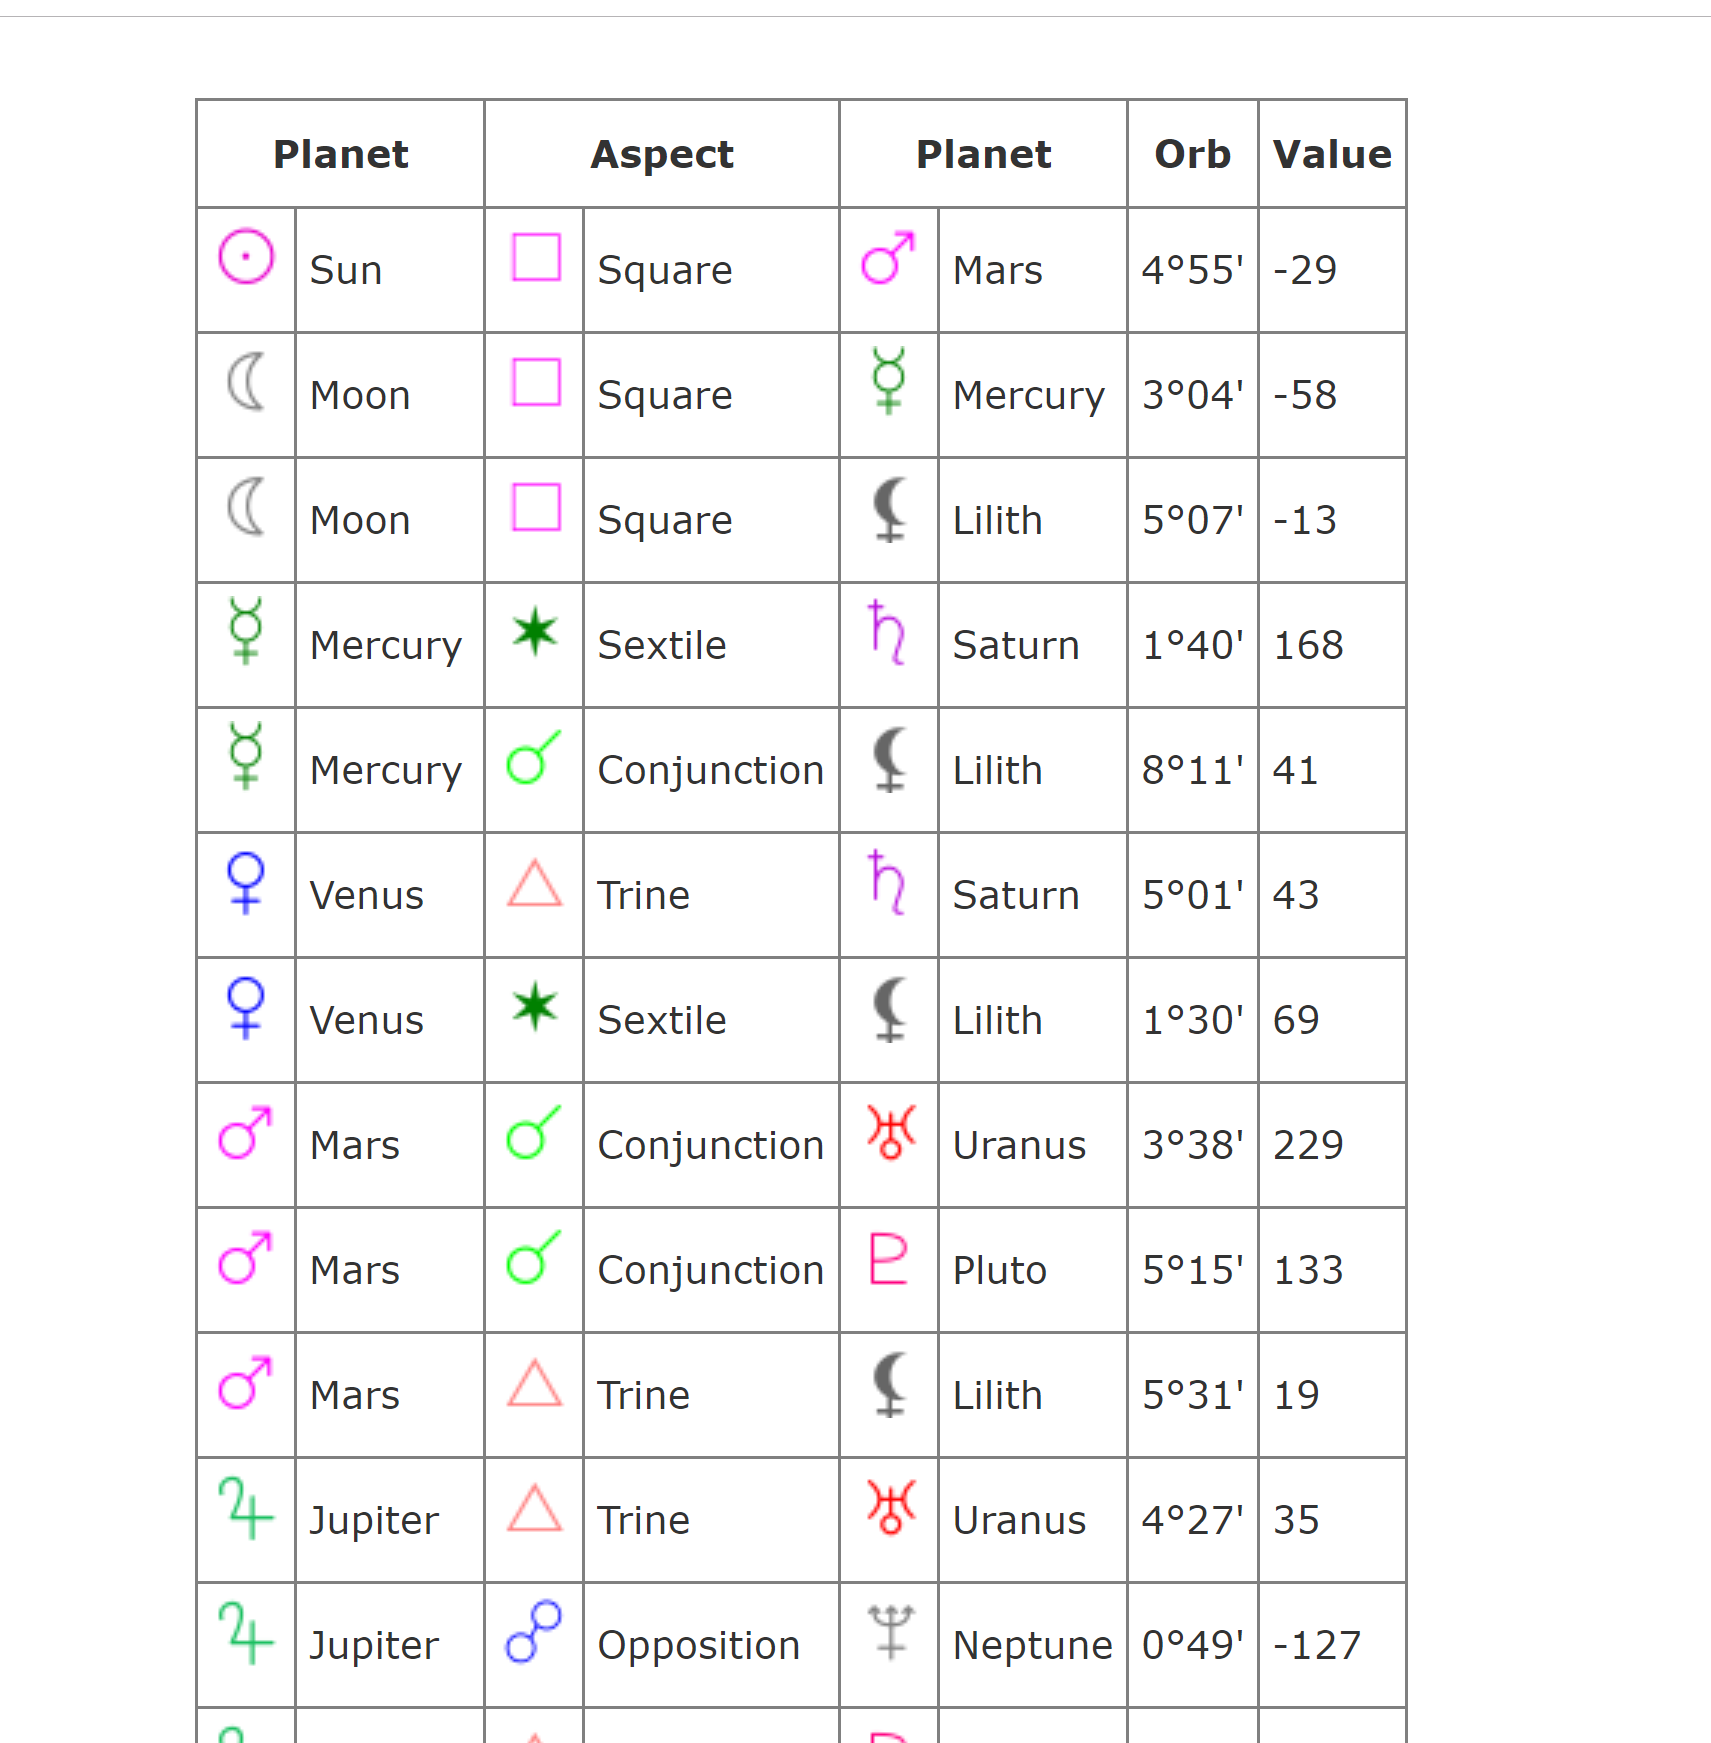 Planet Aspect Planet Orb Value
Sun Square Mars 4°55' -29
Moon Square Mercury 3°04' -58
Moon Square Lilith 5°07' -13
Mercury Sextile Saturn 1°40' 168
Mercury Conjunction Lilith 8°11' 41
Venus Trine Saturn 5°01' 43
Venus Sextile Lilith 1°30' 69
Mars Conjunction Uranus 3°38' 229
Mars Conjunction Pluto 5°15' 133
Mars Trine Lilith 5°31' 19
Jupiter Trine Uranus 4°27' 35
Jupiter Opposition Neptune 0°49' -127